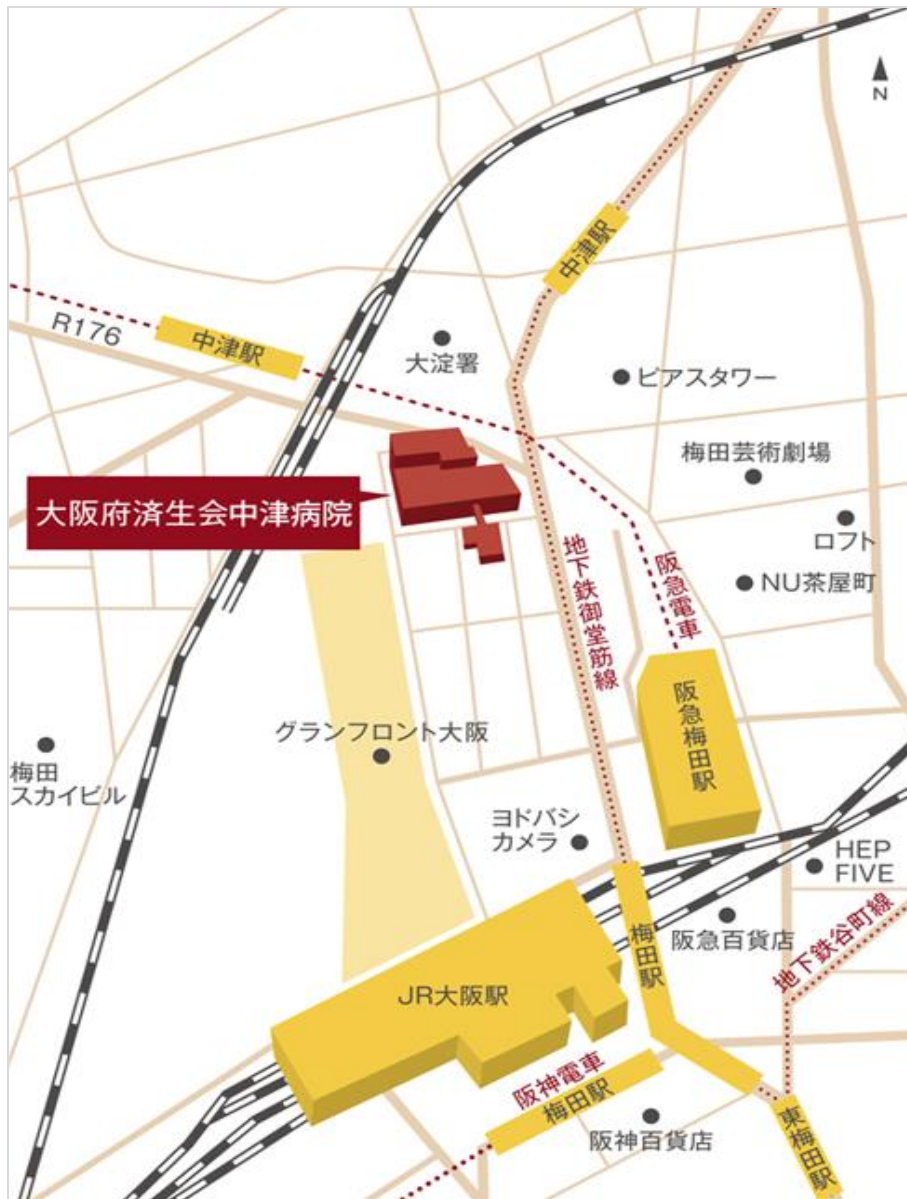 N
中津駅
R176
中津駅
大淀署
ピアスタワー
梅田芸術劇場
大阪府済生会中津病院
ロフト
地下鉄御堂筋線
阪急電車
NU茶屋町
阪急梅田駅
グランフロント大阪
梅田
スカイビル
ヨドバシ
カメラ
HEP
FIVE
梅田駅
阪急百貨店
地下鉄谷町線
JR大阪駅
阪神電車
梅田駅
阪神百貨店
東梅田駅